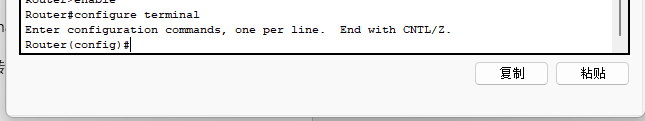 Router>enable
Router#configure terminal
Enter configuration commands, one per line.  End with CNTL/Z.
Router(config)#
复制 粘贴